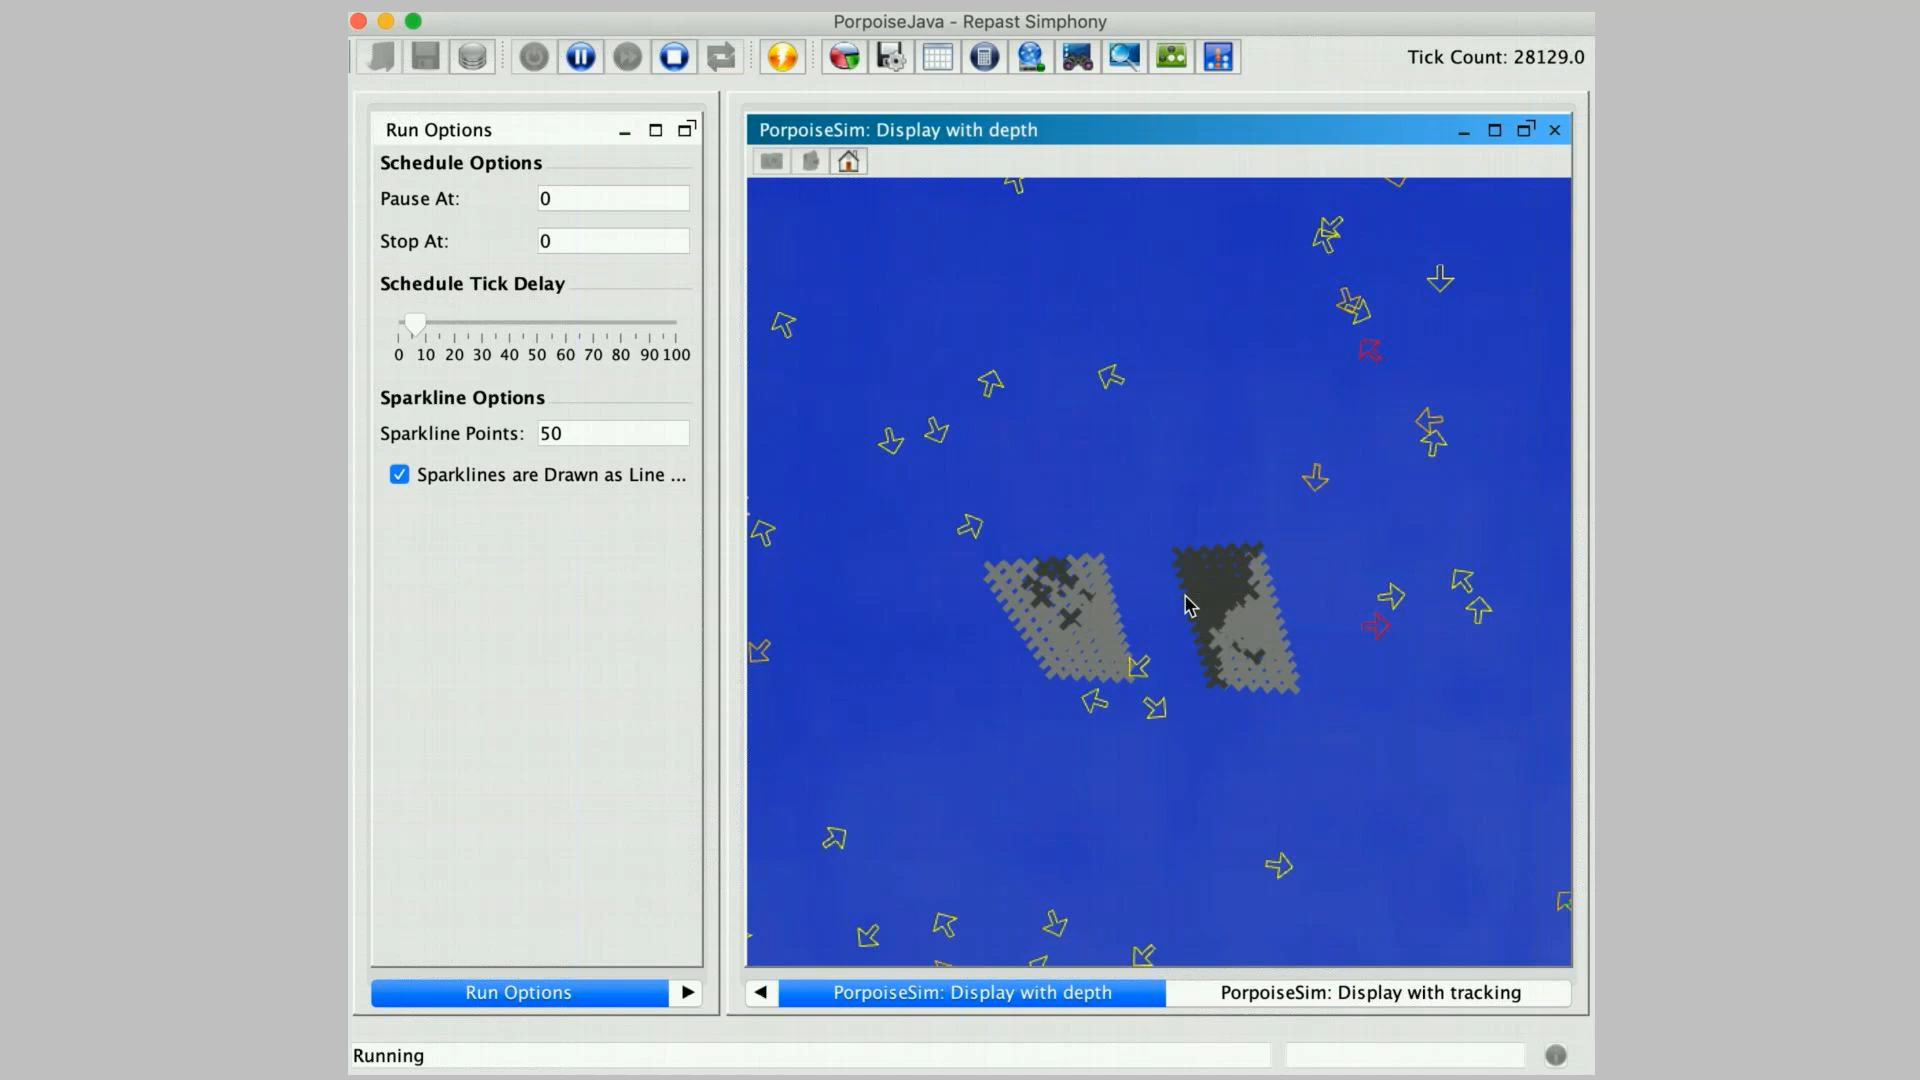 PorpoiseJava - Repast Simphony
Tick Count: 28129.0
Run Options
Schedule Options
Pause At: 0
Stop At: 0
Schedule Tick Delay
0 10 20 30 40 50 60 70 80 90 100
Sparkline Options
Sparkline Points: 50
Sparklines are Drawn as Line ...
Run Options
PorpoiseSim: Display with depth
PorpoiseSim: Display with depth
PorpoiseSim: Display with tracking
Running